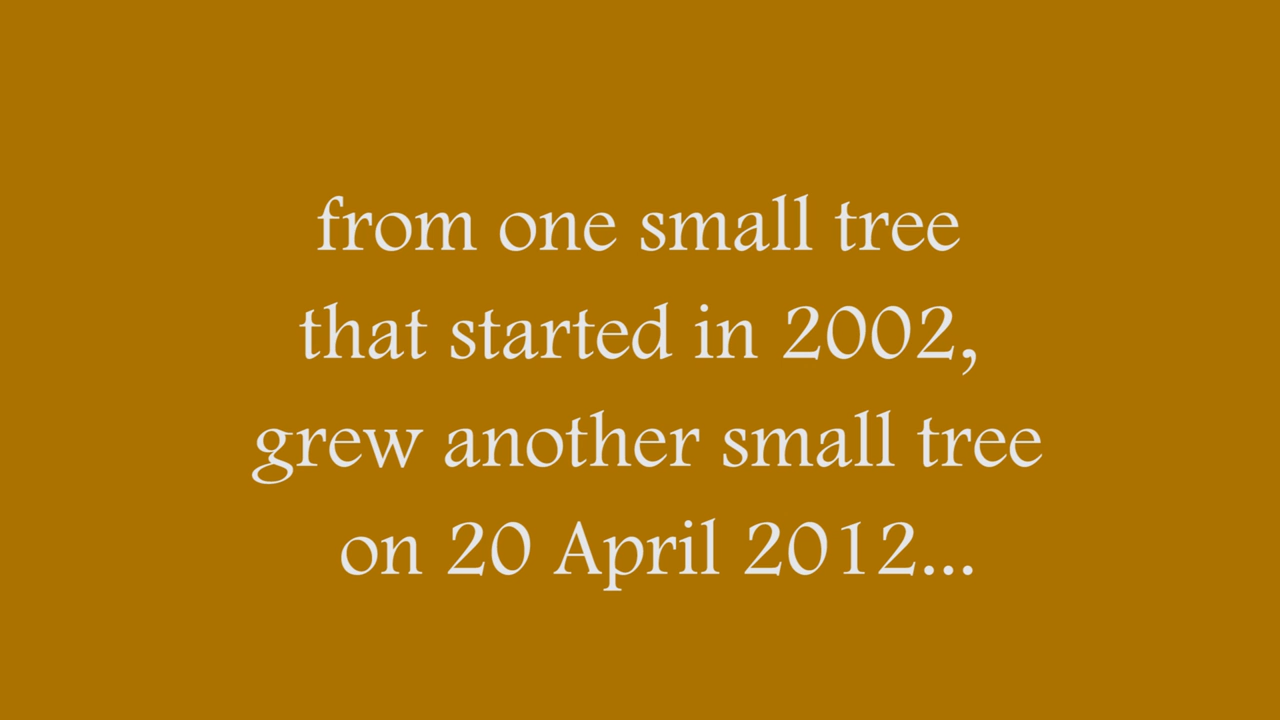 from one small tree
that started in 2002,
grew another small tree
on 20 April 2012...